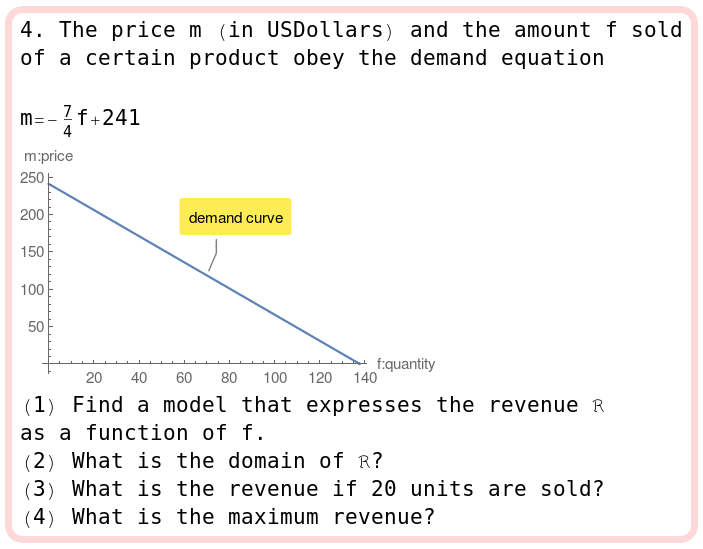 4. The price m (in USDollars) and the amount f sold
of a certain product obey the demand equation
m=-7/4 f+241
m:price
250
200
150
100
50
demand curve
20 40 60 80 100 120 140
f:quantity
(1) Find a model that expresses the revenue ℛ
as a function of f.
(2) What is the domain of ℛ?
(3) What is the revenue if 20 units are sold?
(4) What is the maximum revenue?